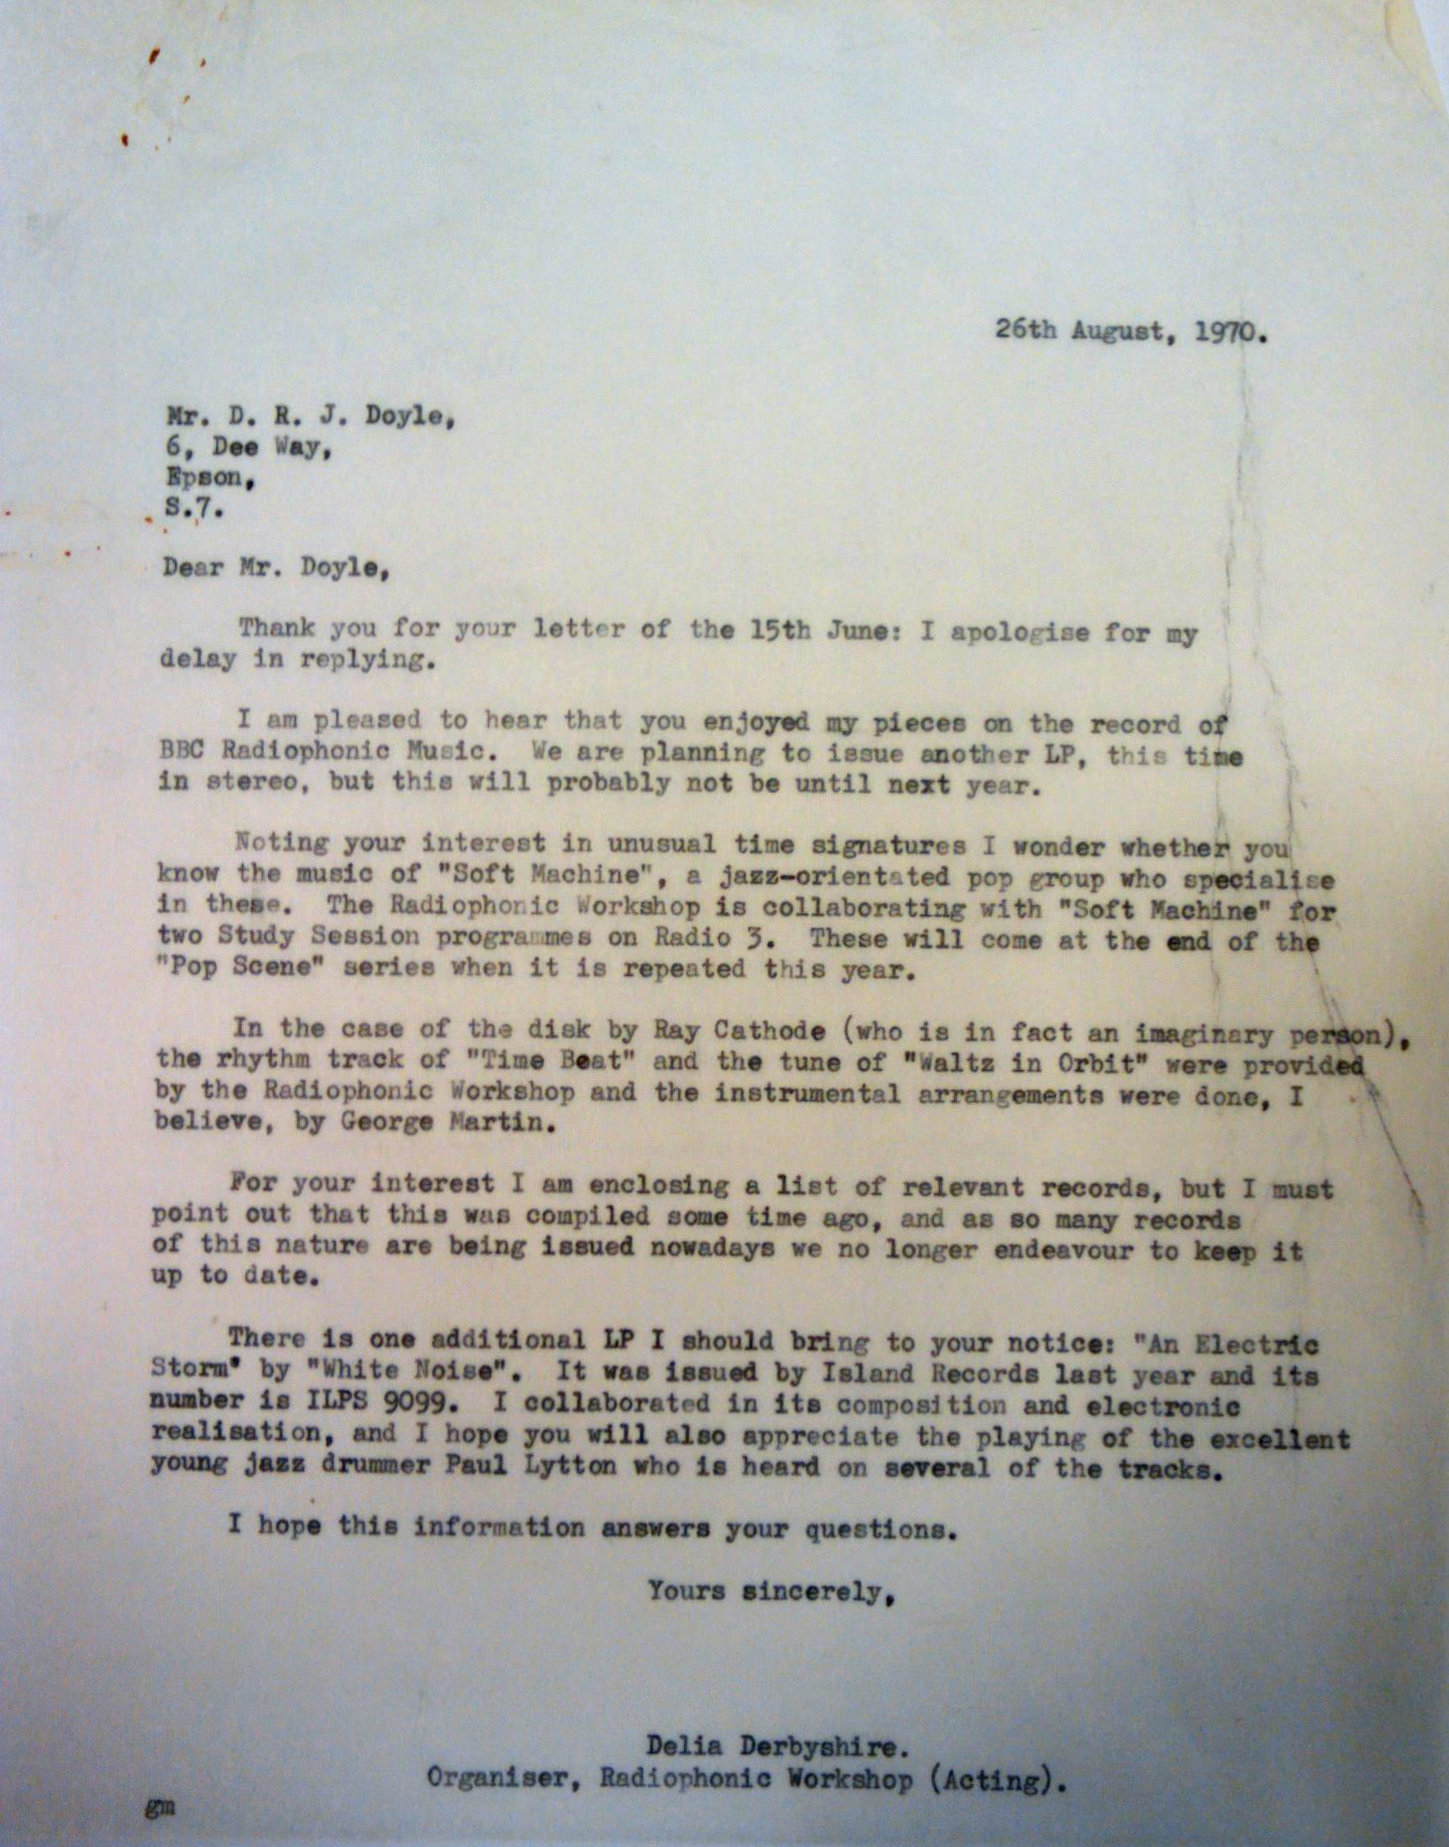 26th August, 1970.
Mr. D. R. J. Doyle,
6, Dee Way,
Epson,
S.7.
Dear Mr. Doyle,
Thank you for your letter of the 15th June: I apologise for my
delay in replying.
I am pleased to hear that you enjoyed my pieces on the record of
BBC Radiophonic Music.  We are planning to issue another LP, this time
in stereo, but this will probably not be until next year.
Noting your interest in unusual time signatures I wonder whether you
know the music of "Soft Machine", a jazz-orientated pop group who specialise
in these.  The Radiophonic Workshop is collaborating with "Soft Machine" for
two Study Session programmes on Radio 3.  These will come at the end of the
"Pop Scene" series when it is repeated this year.
In the case of the disk by Ray Cathode (who is in fact an imaginary person),
the rhythm track of "Time Beat" and the tune of "Waltz in Orbit" were provided
by the Radiophonic Workshop and the instrumental arrangements were done, I
believe, by George Martin.
For your interest I am enclosing a list of relevant records, but I must
point out that this was compiled some time ago, and as so many records
of this nature are being issued nowadays we no longer endeavour to keep it
up to date.
There is one additional LP I should bring to your notice: "An Electric
Storm" by "White Noise".  It was issued by Island Records last year and its
number is ILPS 9099.  I collaborated in its composition and electronic
realisation, and I hope you will also appreciate the playing of the excellent
young jazz drummer Paul Lytton who is heard on several of the tracks.
I hope this information answers your questions.
Yours sincerely,
Delia Derbyshire.
Organiser, Radiophonic Workshop (Acting).
gm